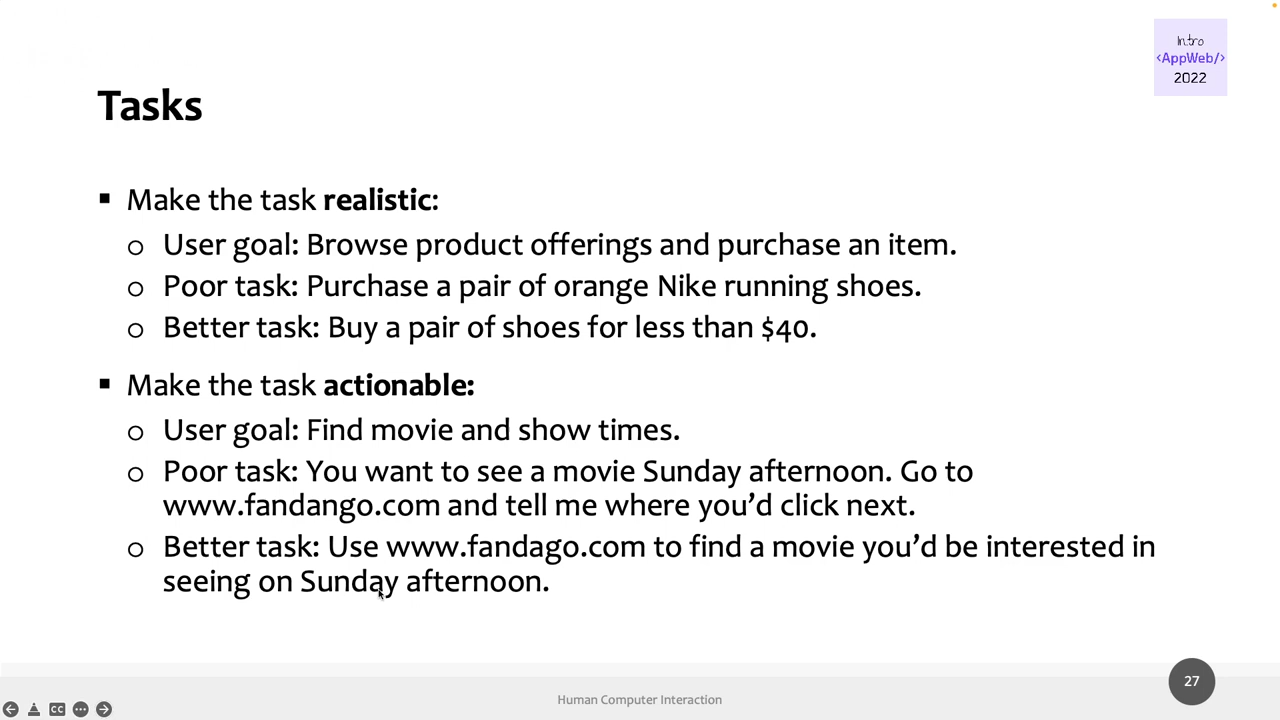 Intro
<AppWeb/>
2022
Tasks
▪ Make the task realistic:
o User goal: Browse product offerings and purchase an item.
o Poor task: Purchase a pair of orange Nike running shoes.
o Better task: Buy a pair of shoes for less than $40.
▪ Make the task actionable:
o User goal: Find movie and show times.
o Poor task: You want to see a movie Sunday afternoon. Go to
www.fandango.com and tell me where you’d click next.
o Better task: Use www.fandago.com to find a movie you’d be interested in
seeing on Sunday afternoon.
27
Human Computer Interaction
CC